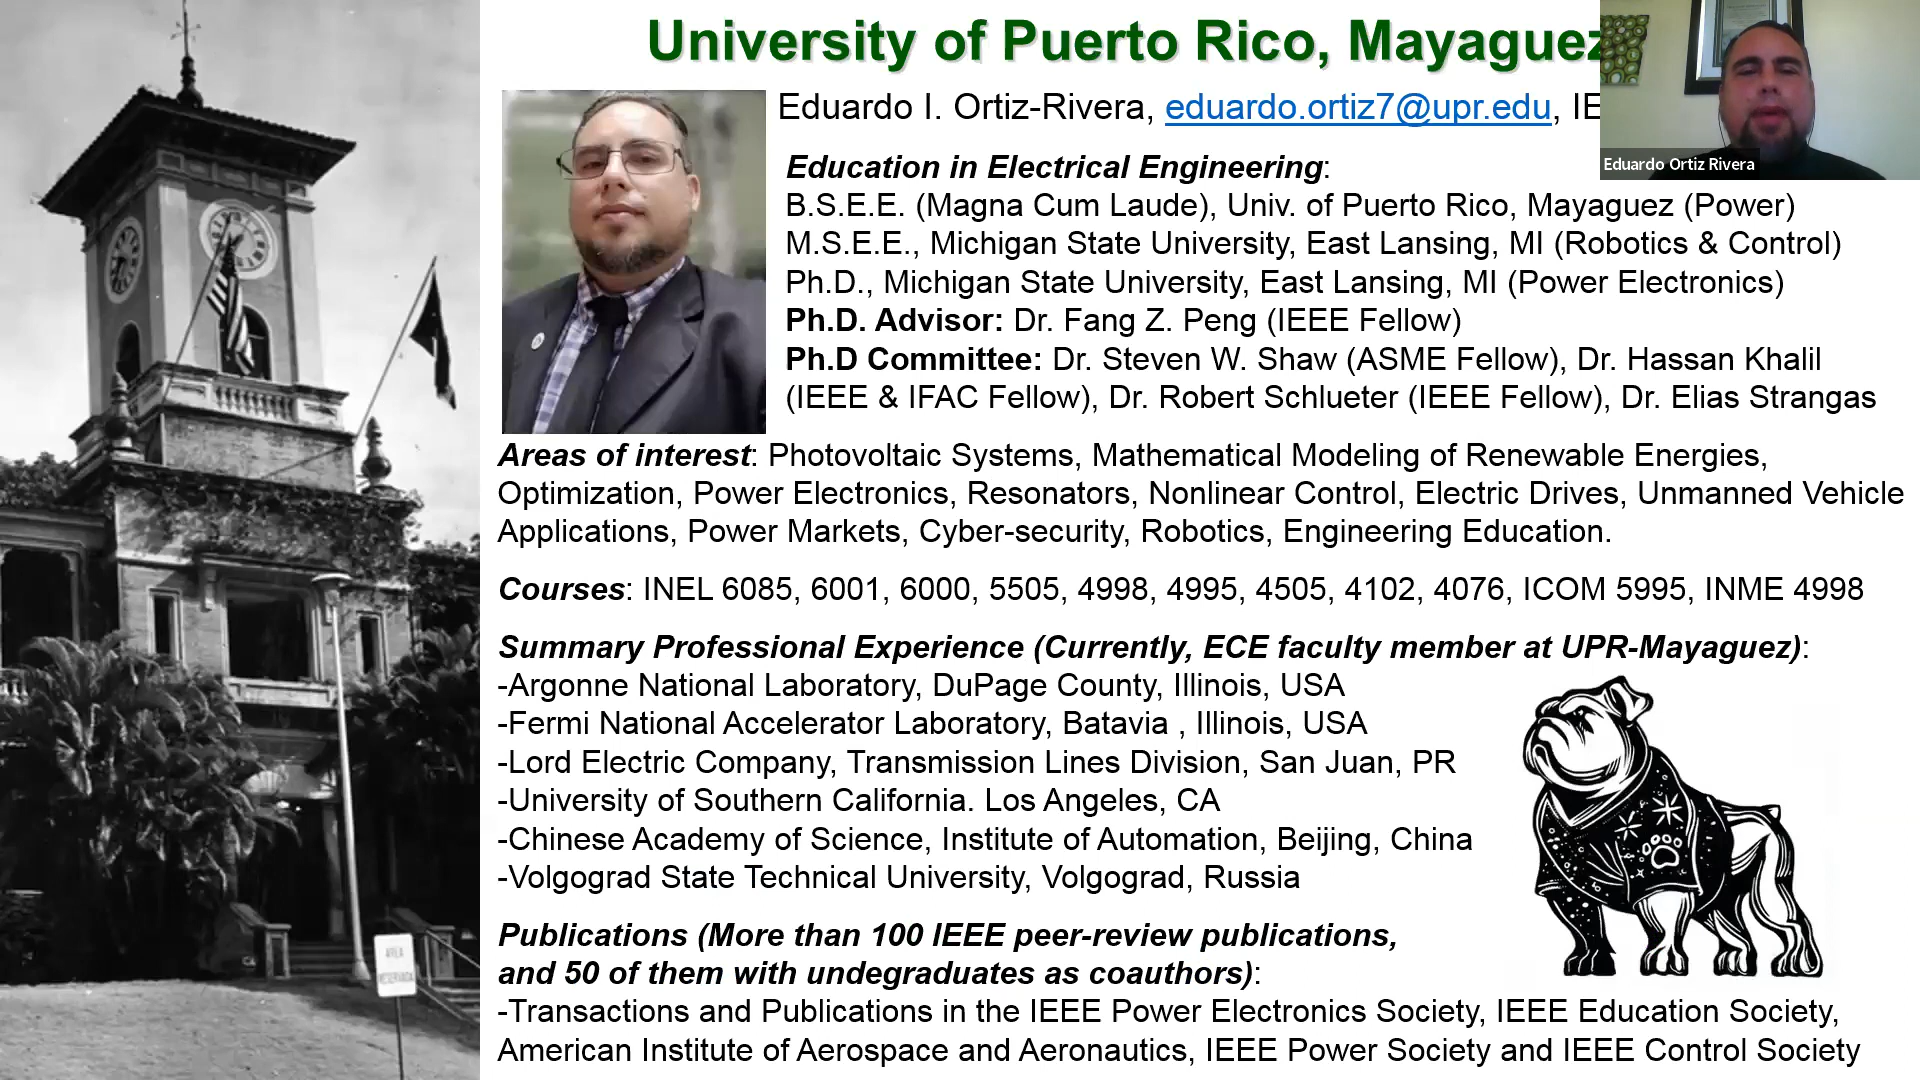 University of Puerto Rico, Mayaguez
Eduardo I. Ortiz-Rivera, eduardo.ortiz7@upr.edu, IE
Eduardo Ortiz Rivera
Education in Electrical Engineering:
B.S.E.E. (Magna Cum Laude), Univ. of Puerto Rico, Mayaguez (Power)
M.S.E.E., Michigan State University, East Lansing, MI (Robotics & Control)
Ph.D., Michigan State University, East Lansing, MI (Power Electronics)
Ph.D. Advisor: Dr. Fang Z. Peng (IEEE Fellow)
Ph.D Committee: Dr. Steven W. Shaw (ASME Fellow), Dr. Hassan Khalil
(IEEE & IFAC Fellow), Dr. Robert Schlueter (IEEE Fellow), Dr. Elias Strangas
Areas of interest: Photovoltaic Systems, Mathematical Modeling of Renewable Energies,
Optimization, Power Electronics, Resonators, Nonlinear Control, Electric Drives, Unmanned Vehicle
Applications, Power Markets, Cyber-security, Robotics, Engineering Education.
Courses: INEL 6085, 6001, 6000, 5505, 4998, 4995, 4505, 4102, 4076, ICOM 5995, INME 4998
Summary Professional Experience (Currently, ECE faculty member at UPR-Mayaguez):
-Argonne National Laboratory, DuPage County, Illinois, USA
-Fermi National Accelerator Laboratory, Batavia , Illinois, USA
-Lord Electric Company, Transmission Lines Division, San Juan, PR
-University of Southern California. Los Angeles, CA
-Chinese Academy of Science, Institute of Automation, Beijing, China
-Volgograd State Technical University, Volgograd, Russia
Publications (More than 100 IEEE peer-review publications,
and 50 of them with undegraduates as coauthors):
-Transactions and Publications in the IEEE Power Electronics Society, IEEE Education Society,
American Institute of Aerospace and Aeronautics, IEEE Power Society and IEEE Control Society
AREA
RESERVADA